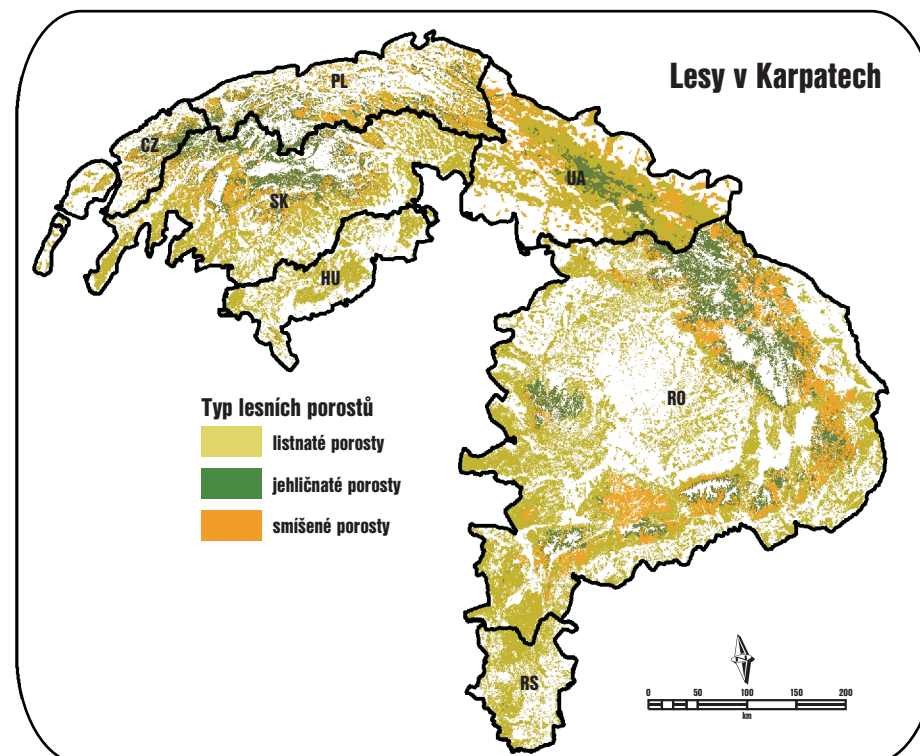 Lesy v Karpatech
PL
CZ
SK
UA
HU
RO
RS
Typ lesních porostů
listnaté porosty
jehličnaté porosty
smíšené porosty
0 50 100 150 200
km